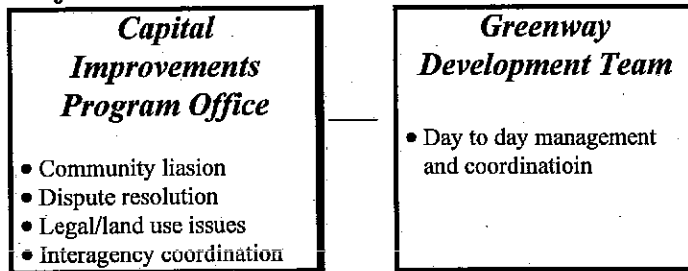 Capital
Improvements
Program Office
• Community liasion
• Dispute resolution
• Legal/land use issues
• Interagency coordination
Greenway
Development Team
• Day to day management
and coordinatioin